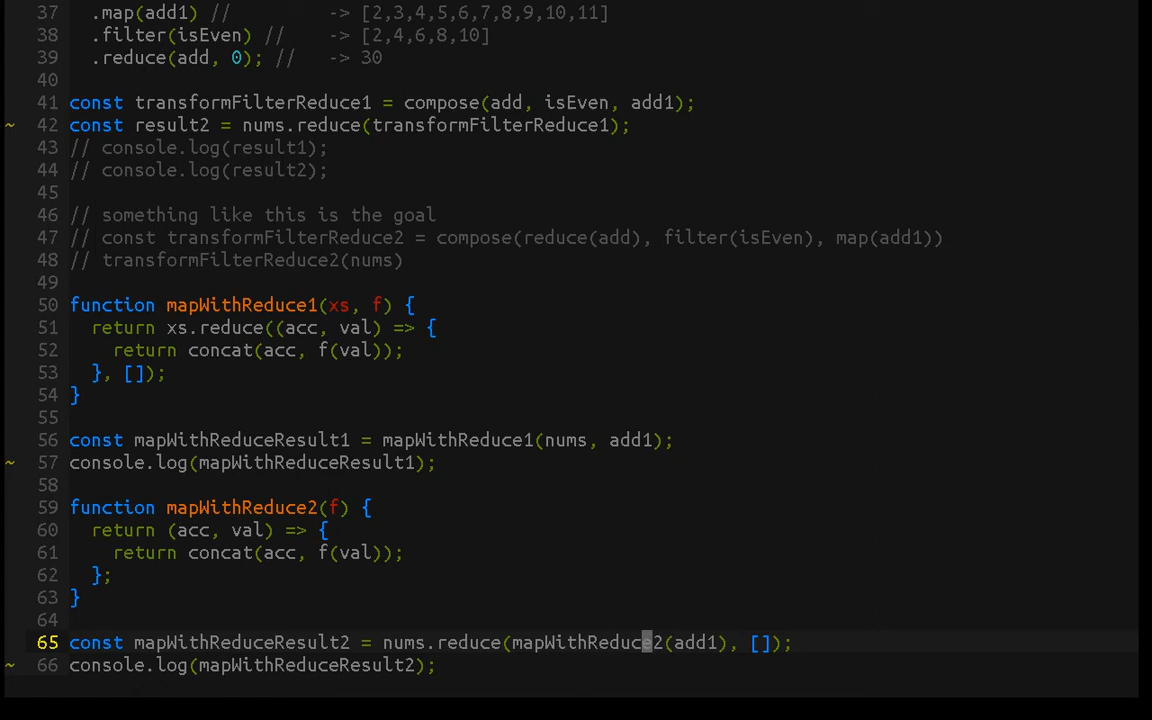 37 .map(add1) // -> [2,3,4,5,6,7,8,9,10,11]
38 .filter(isEven) // -> [2,4,6,8,10]
39 .reduce(add, 0); // -> 30
40
41 const transformFilterReduce1 = compose(add, isEven, add1);
~ 42 const result2 = nums.reduce(transformFilterReduce1);
43 // console.log(result1);
44 // console.log(result2);
45
46 // something like this is the goal
47 // const transformFilterReduce2 = compose(reduce(add), filter(isEven), map(add1))
48 // transformFilterReduce2(nums)
49
50 function mapWithReduce1(xs, f) {
51 return xs.reduce((acc, val) => {
52 return concat(acc, f(val));
53 }, []);
54 }
55
56 const mapWithReduceResult1 = mapWithReduce1(nums, add1);
~ 57 console.log(mapWithReduceResult1);
58
59 function mapWithReduce2(f) {
60 return (acc, val) => {
61 return concat(acc, f(val));
62 };
63 }
64
65 const mapWithReduceResult2 = nums.reduce(mapWithReduce2(add1), []);
~ 66 console.log(mapWithReduceResult2);